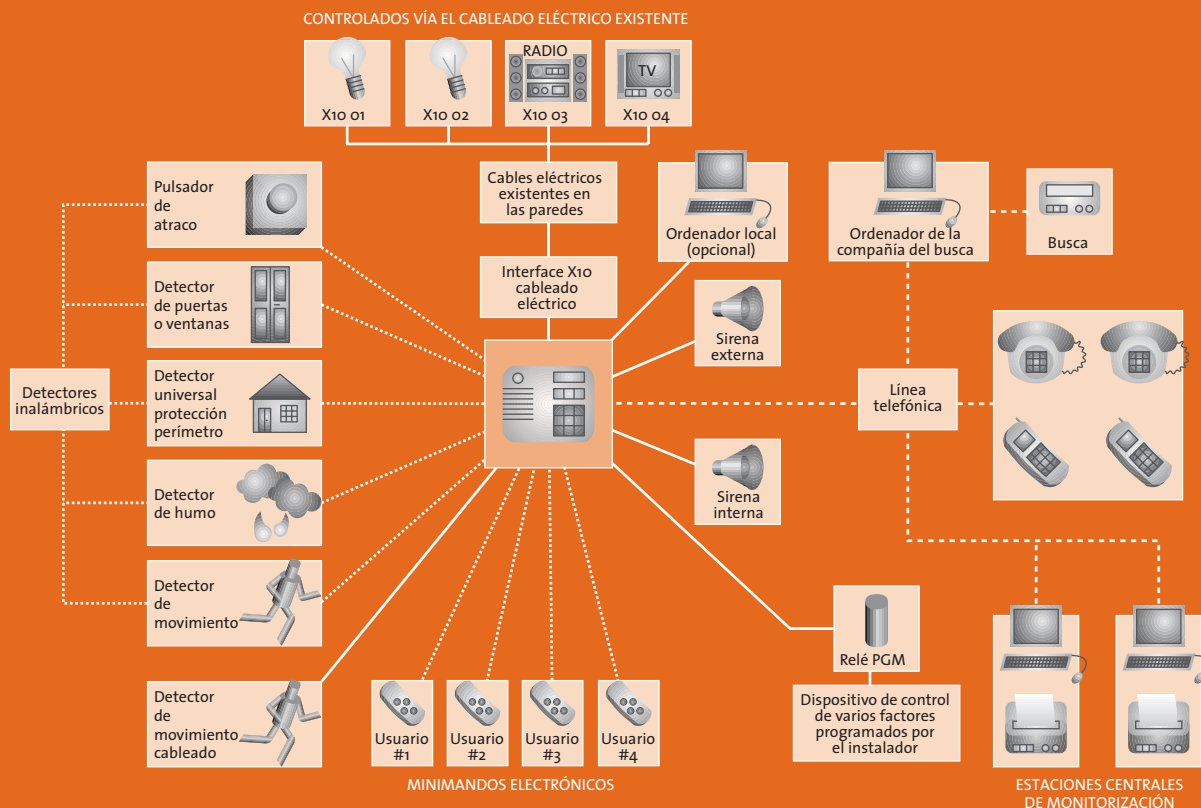 CONTROLADOS VÍA EL CABLEADO ELÉCTRICO EXISTENTE
RADIO
TV
X10 01
X10 02
X10 03
X10 04
Pulsador
de
atraco
Cables eléctricos
existentes en
las paredes
Ordenador local
(opcional)
Ordenador de la
compañía del busca
Busca
Detector
de puertas
o ventanas
Interface X10
cableado
eléctrico
Sirena
externa
Detectores
inalámbricos
Detector
universal
protección
perímetro
Línea
telefónica
Detector
de humo
Sirena
interna
Detector
de
movimiento
Relé PGM
Detector
de
movimiento
cableado
Usuario
#1
Usuario
#2
Usuario
#3
Usuario
#4
Dispositivo de control
de varios factores
programados por
el instalador
MINIMANDOS ELECTRÓNICOS
ESTACIONES CENTRALES
DE MONITORIZACIÓN